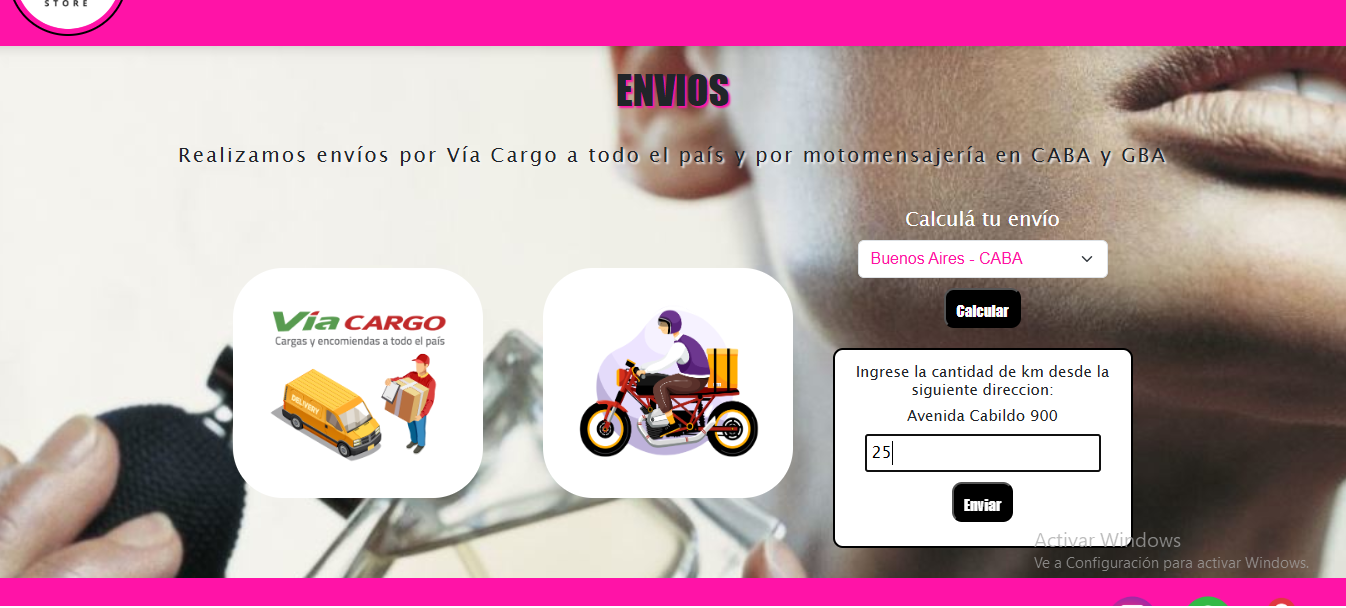 STORE
ENVIOS
Realizamos envíos por Vía Cargo a todo el país y por motomensajería en CABA y GBA
Calculá tu envío
Buenos Aires - CABA
Calcular
Vía CARGO
Cargas y encomiendas a todo el país
DELIVERY
Ingrese la cantidad de km desde la
siguiente direccion:
Avenida Cabildo 900
25
Enviar
Activar Windows
Ve a Configuración para activar Windows.